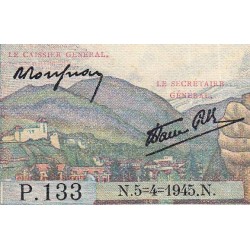 LE CAISSIER GÉNÉRAL,
LE SECRÉTAIRE
GÉNÉRAL,
P.133
N.5=4=1945.N.